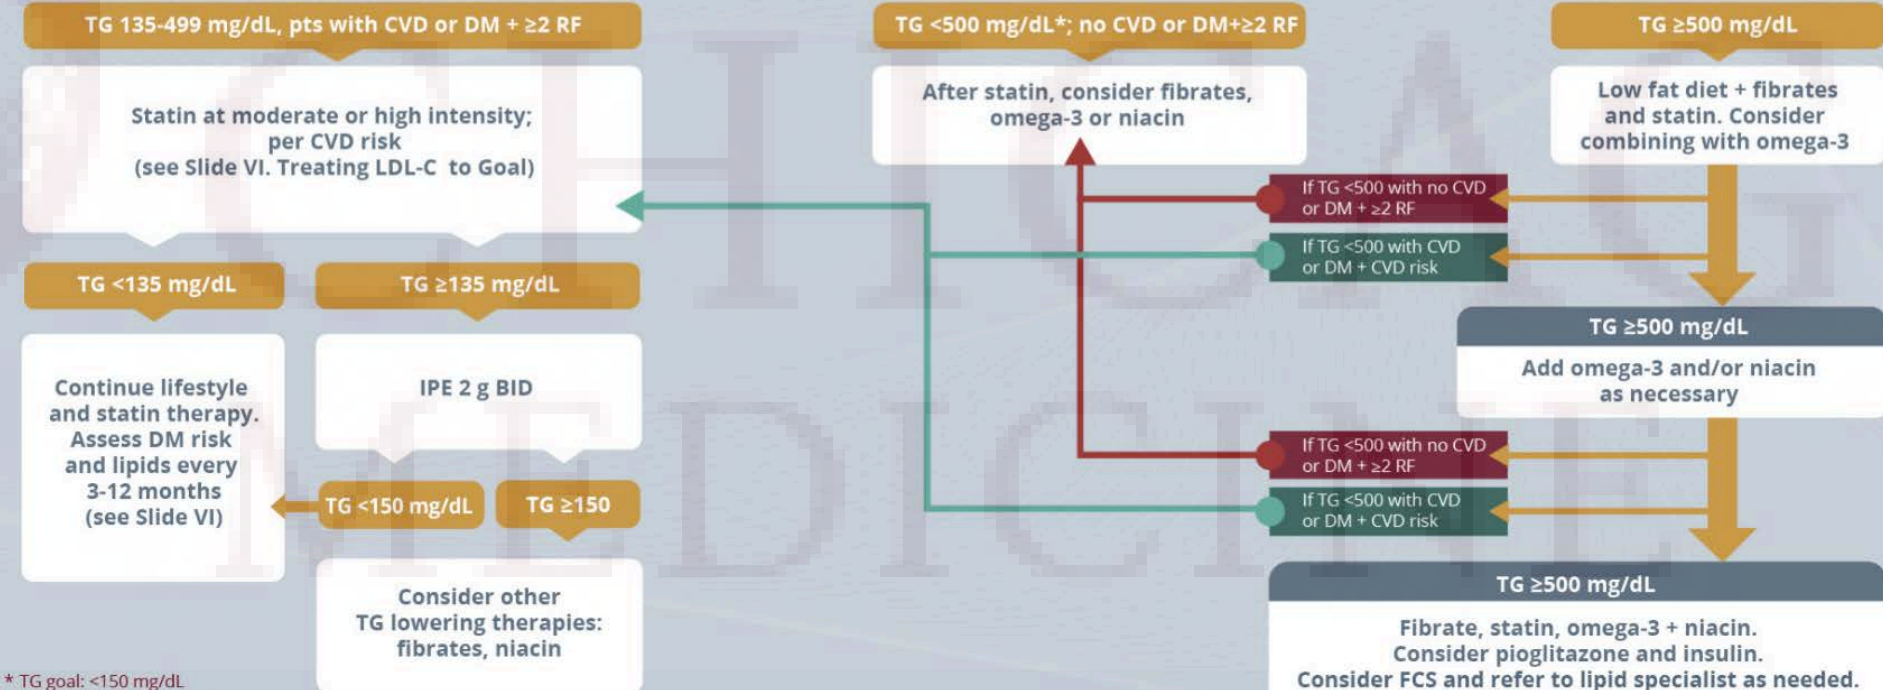 TG 135-499 mg/dL, pts with CVD or DM + ≥2 RF
Statin at moderate or high intensity;
per CVD risk
(see Slide VI. Treating LDL-C to Goal)
TG <135 mg/dL
Continue lifestyle
and statin therapy.
Assess DM risk
and lipids every
3-12 months
(see Slide VI)
TG ≥135 mg/dL
IPE 2 g BID
TG <150 mg/dL
TG ≥150
Consider other
TG lowering therapies:
fibrates, niacin
* TG goal: <150 mg/dL
TG <500 mg/dL*; no CVD or DM+≥2 RF
After statin, consider fibrates,
omega-3 or niacin
TG ≥500 mg/dL
Low fat diet + fibrates
and statin. Consider
combining with omega-3
If TG <500 with no CVD
or DM + ≥2 RF
If TG <500 with CVD
or DM + CVD risk
TG ≥500 mg/dL
Add omega-3 and/or niacin
as necessary
If TG <500 with no CVD
or DM + ≥2 RF
If TG <500 with CVD
or DM + CVD risk
TG ≥500 mg/dL
Fibrate, statin, omega-3 + niacin.
Consider pioglitazone and insulin.
Consider FCS and refer to lipid specialist as needed.
CHICAG
MEDICINE